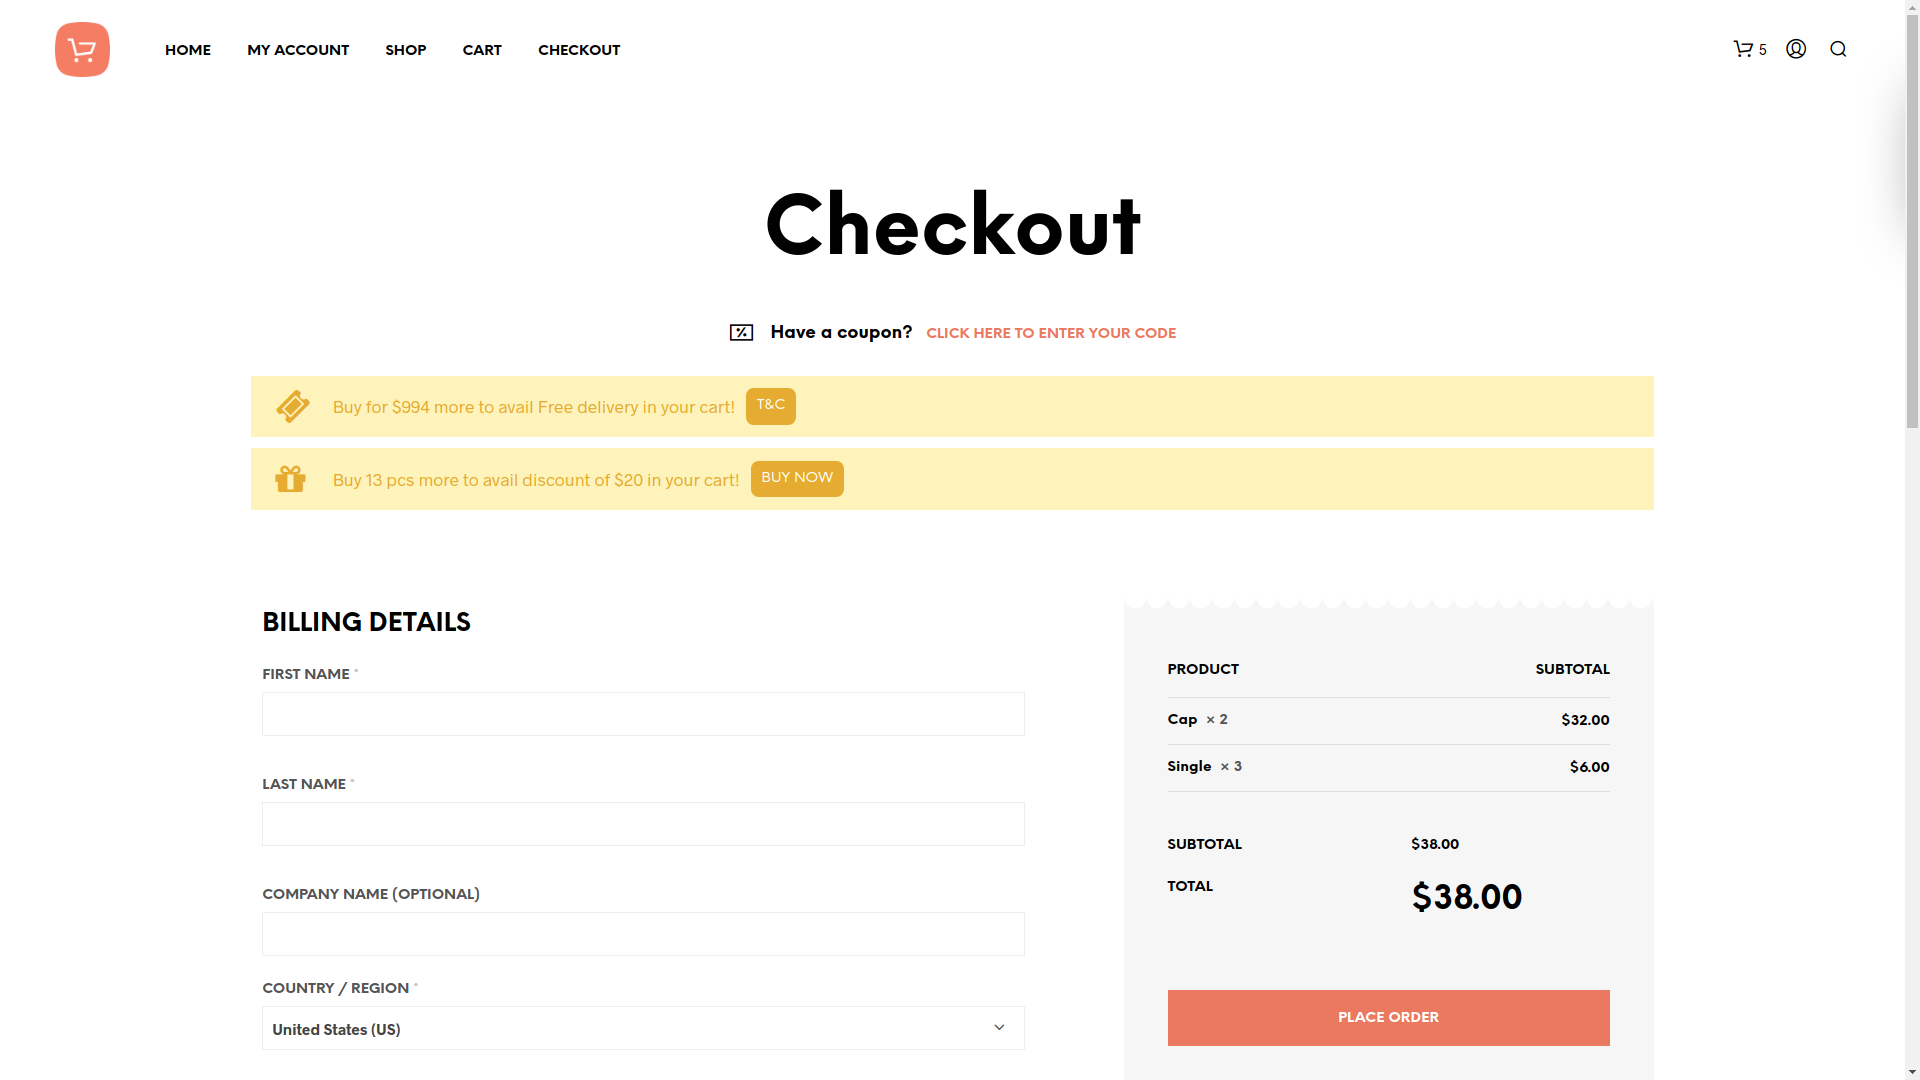 HOME MY ACCOUNT SHOP CART CHECKOUT 5
Checkout
Have a coupon? CLICK HERE TO ENTER YOUR CODE
Buy for $994 more to avail Free delivery in your cart! T&C
Buy 13 pcs more to avail discount of $20 in your cart! BUY NOW
BILLING DETAILS
FIRST NAME *
LAST NAME *
COMPANY NAME (OPTIONAL)
COUNTRY / REGION *
United States (US)
PRODUCT SUBTOTAL
Cap × 2 $32.00
Single × 3 $6.00
SUBTOTAL $38.00
TOTAL $38.00
PLACE ORDER